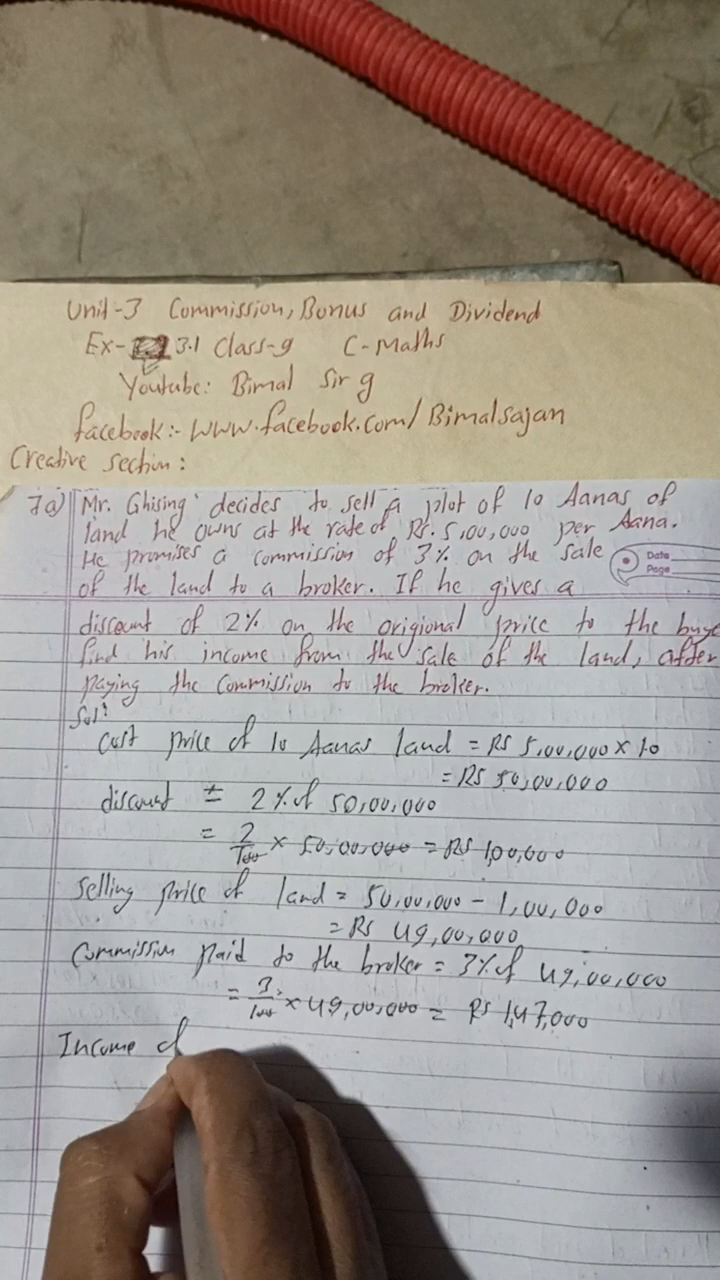 Unit-3 Commission, Bonus and Dividend
Ex- 3.1 Class-9 C-Maths
Youtube: Bimal Sir g
facebook:- www.facebook.com/Bimalsajan
Creative section:
7a) Mr. Ghising decides to sell a plot of 10 Aanas of
land he owns at the rate of Rs. 5,00,000 per Aana.
He promises a commission of 3% on the sale
Date
Page
of the land to a broker. If he gives a
discount of 2% on the origional price to the buye
find his income from the sale of the land, after
paying the commission to the broker.
Solⁿ
Cost price of 10 Aanas land = RS 5,00,000 × 10
= RS 50,00,000
discount = 2% of 50,00,000
= 2/100 × 50,00,000 = RS 1,00,000
Selling price of land = 50,00,000 - 1,00,000
= RS 49,00,000
Commission paid to the broker = 3% of 49,00,000
= 3/100 × 49,00,000 = RS 1,47,000
Income of